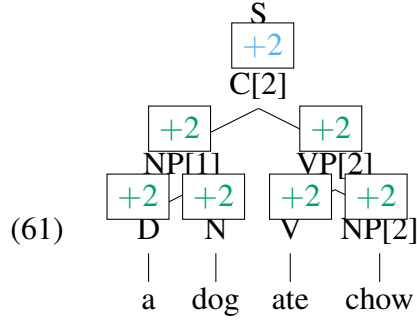 S
+2
C[2]
+2 +2
NP[1] VP[2]
+2 +2 +2 +2
(61) D N V NP[2]
a dog ate chow